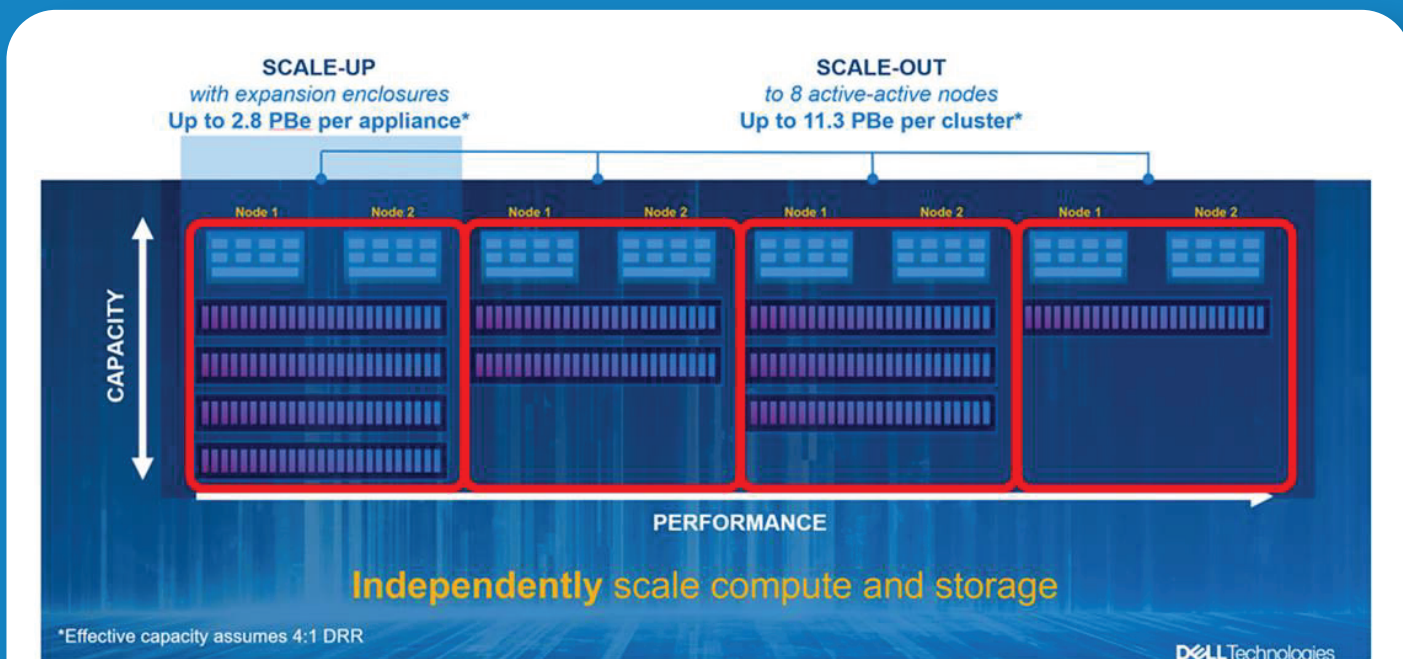 SCALE-UP
with expansion enclosures
Up to 2.8 PBe per appliance*
SCALE-OUT
to 8 active-active nodes
Up to 11.3 PBe per cluster*
Node 1
Node 2
Node 1
Node 2
Node 1
Node 2
Node 1
Node 2
CAPACITY
PERFORMANCE
Independently scale compute and storage
*Effective capacity assumes 4:1 DRR
DELL Technologies